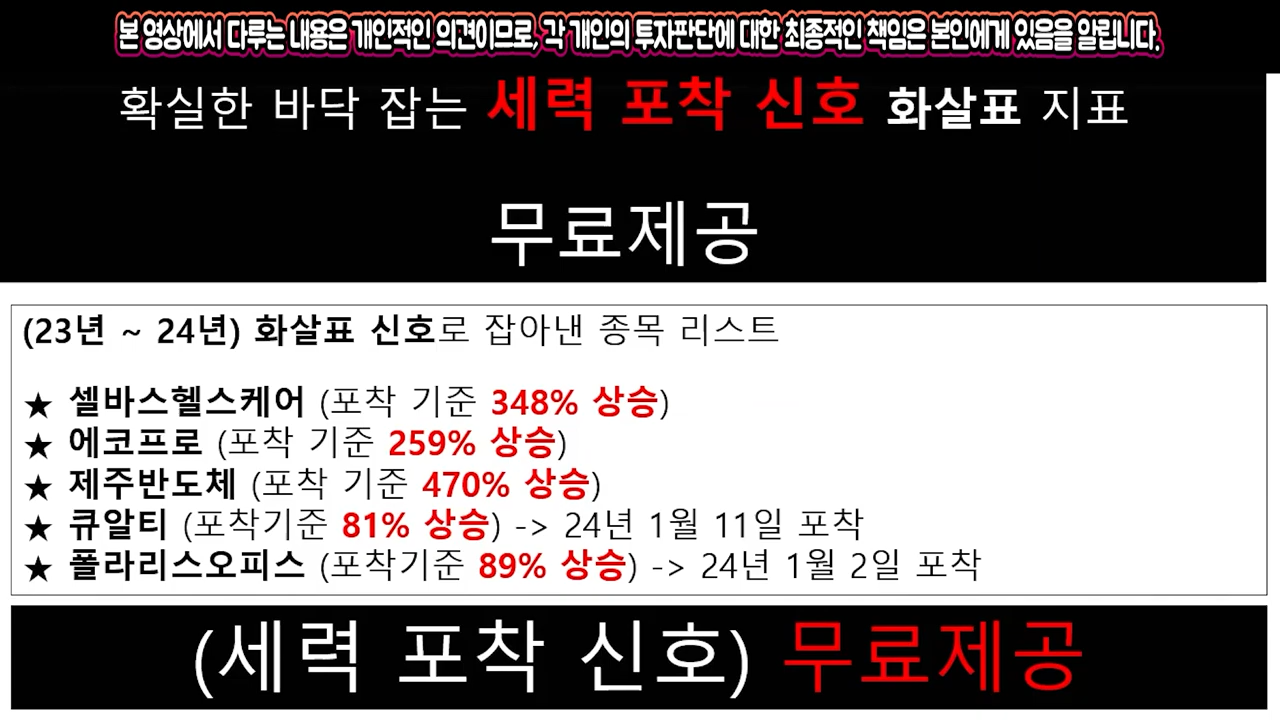 본 영상에서 다루는 내용은 개인적인 의견이므로, 각 개인의 투자판단에 대한 최종적인 책임은 본인에게 있음을 알립니다.
확실한 바닥 잡는 세력 포착 신호 화살표 지표
무료제공
(23년 ~ 24년) 화살표 신호로 잡아낸 종목 리스트
★ 셀바스헬스케어 (포착 기준 348% 상승)
★ 에코프로 (포착 기준 259% 상승)
★ 제주반도체 (포착 기준 470% 상승)
★ 큐알티 (포착기준 81% 상승) -> 24년 1월 11일 포착
★ 폴라리스오피스 (포착기준 89% 상승) -> 24년 1월 2일 포착
(세력 포착 신호) 무료제공